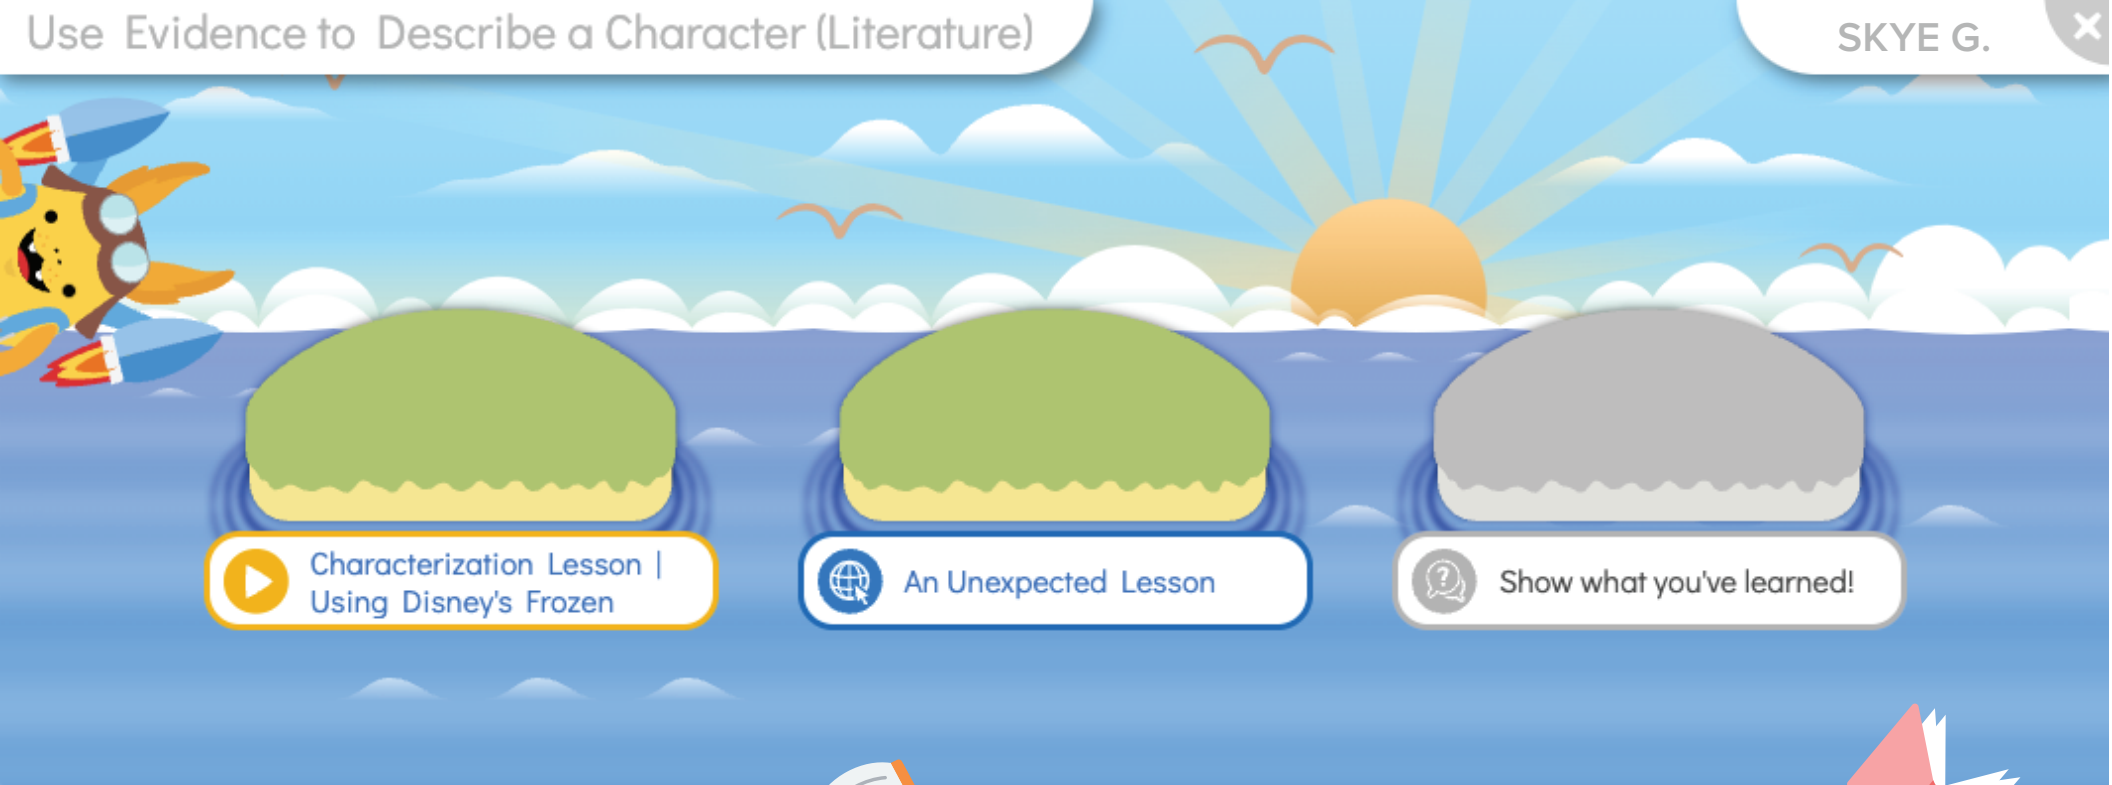 Use Evidence to Describe a Character (Literature)
SKYE G.
Characterization Lesson |
Using Disney's Frozen
An Unexpected Lesson
Show what you've learned!